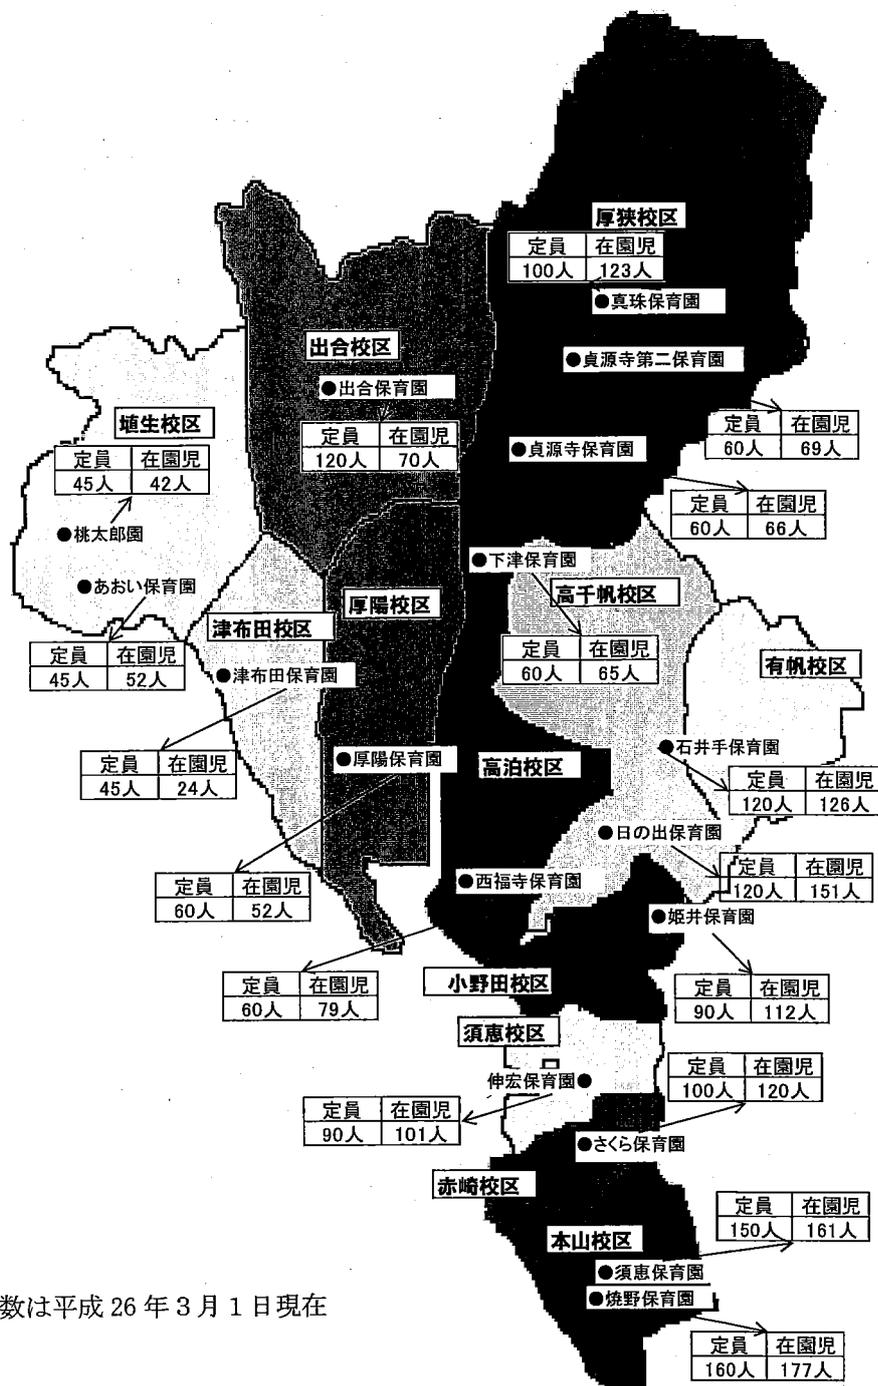 厚狭校区
定員 在園児
100人 123人
●真珠保育園
出合校区
●貞源寺第二保育園
●出合保育園
埴生校区
定員 在園児
60人 69人
定員 在園児
120人 70人
●貞源寺保育園
定員 在園児
45人 42人
定員 在園児
60人 66人
●桃太郎園
●下津保育園
●あおい保育園
厚陽校区
高千帆校区
津布田校区
定員 在園児
60人 65人
定員 在園児
45人 52人
有帆校区
●津布田保育園
●石井手保育園
定員 在園児
45人 24人
●厚陽保育園
高泊校区
定員 在園児
120人 126人
●日の出保育園
定員 在園児
120人 151人
定員 在園児
60人 52人
●西福寺保育園
●姫井保育園
小野田校区
定員 在園児
60人 79人
定員 在園児
90人 112人
須恵校区
伸宏保育園●
定員 在園児
100人 120人
定員 在園児
90人 101人
●さくら保育園
赤崎校区
定員 在園児
150人 161人
本山校区
●須恵保育園
●焼野保育園
数は平成26年3月1日現在
定員 在園児
160人 177人